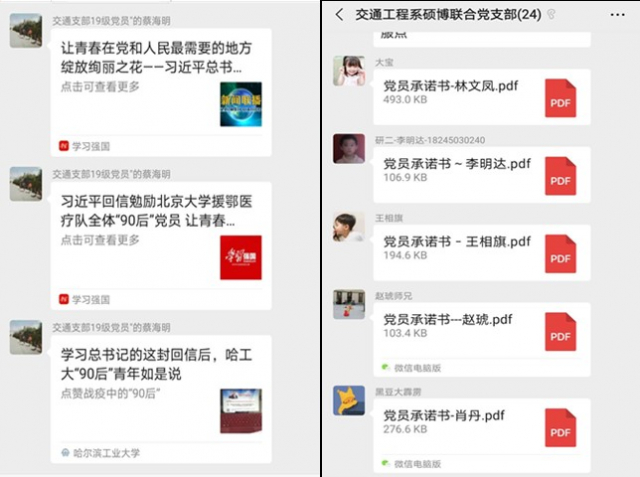 交通支部19级党员"的蔡海明
让青春在党和人民最需要的地方
绽放绚丽之花——习近平总书...
点击可查看更多
新闻联播
学习强国
交通支部19级党员"的蔡海明
习近平回信勉励北京大学援鄂医
疗队全体“90后”党员 让青春...
点击可查看更多
学习强国
学习强国
交通支部19级党员"的蔡海明
学习总书记的这封回信后，哈工
大“90后”青年如是说
点赞战疫中的“90后”
哈尔滨工业大学
交通工程系硕博联合党支部(24)
服点
大宝
党员承诺书-林文凤.pdf
493.0 KB
PDF
研二-李明达-18245030240
党员承诺书 ~ 李明达.pdf
106.9 KB
PDF
王相旗
党员承诺书 - 王相旗.pdf
194.6 KB
PDF
赵琥师兄
党员承诺书---赵琥.pdf
103.4 KB
PDF
微信电脑版
黑豆大霹雳
党员承诺书-肖丹.pdf
276.6 KB
PDF
微信电脑版